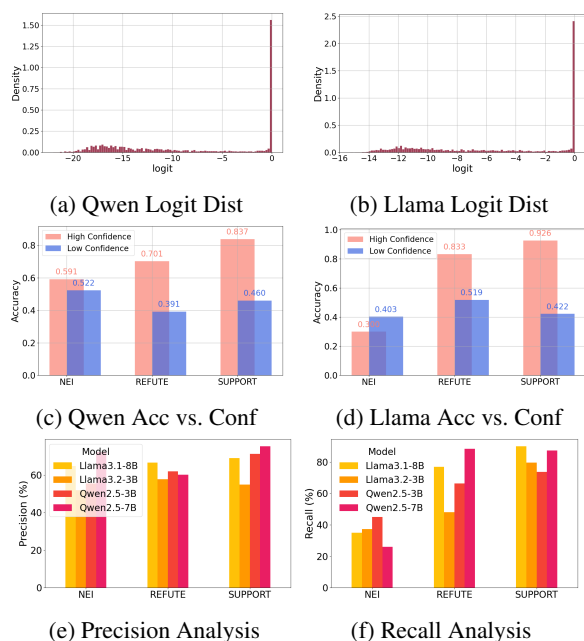 1.50
1.25
1.00
0.75
0.50
0.25
0.00
Density
−20
−15
−10
−5
0
logit
(a) Qwen Logit Dist
2.5
2.0
1.5
1.0
0.5
0.0
Density
−16
−14
−12
−10
−8
−6
−4
−2
0
logit
(b) Llama Logit Dist
0.8
0.6
0.4
0.2
0.0
Accuracy
High Confidence
Low Confidence
0.591
0.522
0.701
0.391
0.837
0.460
NEI
REFUTE
SUPPORT
(c) Qwen Acc vs. Conf
1.0
0.8
0.6
0.4
0.2
0.0
Accuracy
High Confidence
Low Confidence
0.403
0.833
0.519
0.926
0.422
NEI
REFUTE
SUPPORT
(d) Llama Acc vs. Conf
60
40
20
0
Precision (%)
Model
Llama3.1-8B
Llama3.2-3B
Qwen2.5-3B
Qwen2.5-7B
NEI
REFUTE
SUPPORT
(e) Precision Analysis
80
60
40
20
0
Recall (%)
Model
Llama3.1-8B
Llama3.2-3B
Qwen2.5-3B
Qwen2.5-7B
NEI
REFUTE
SUPPORT
(f) Recall Analysis